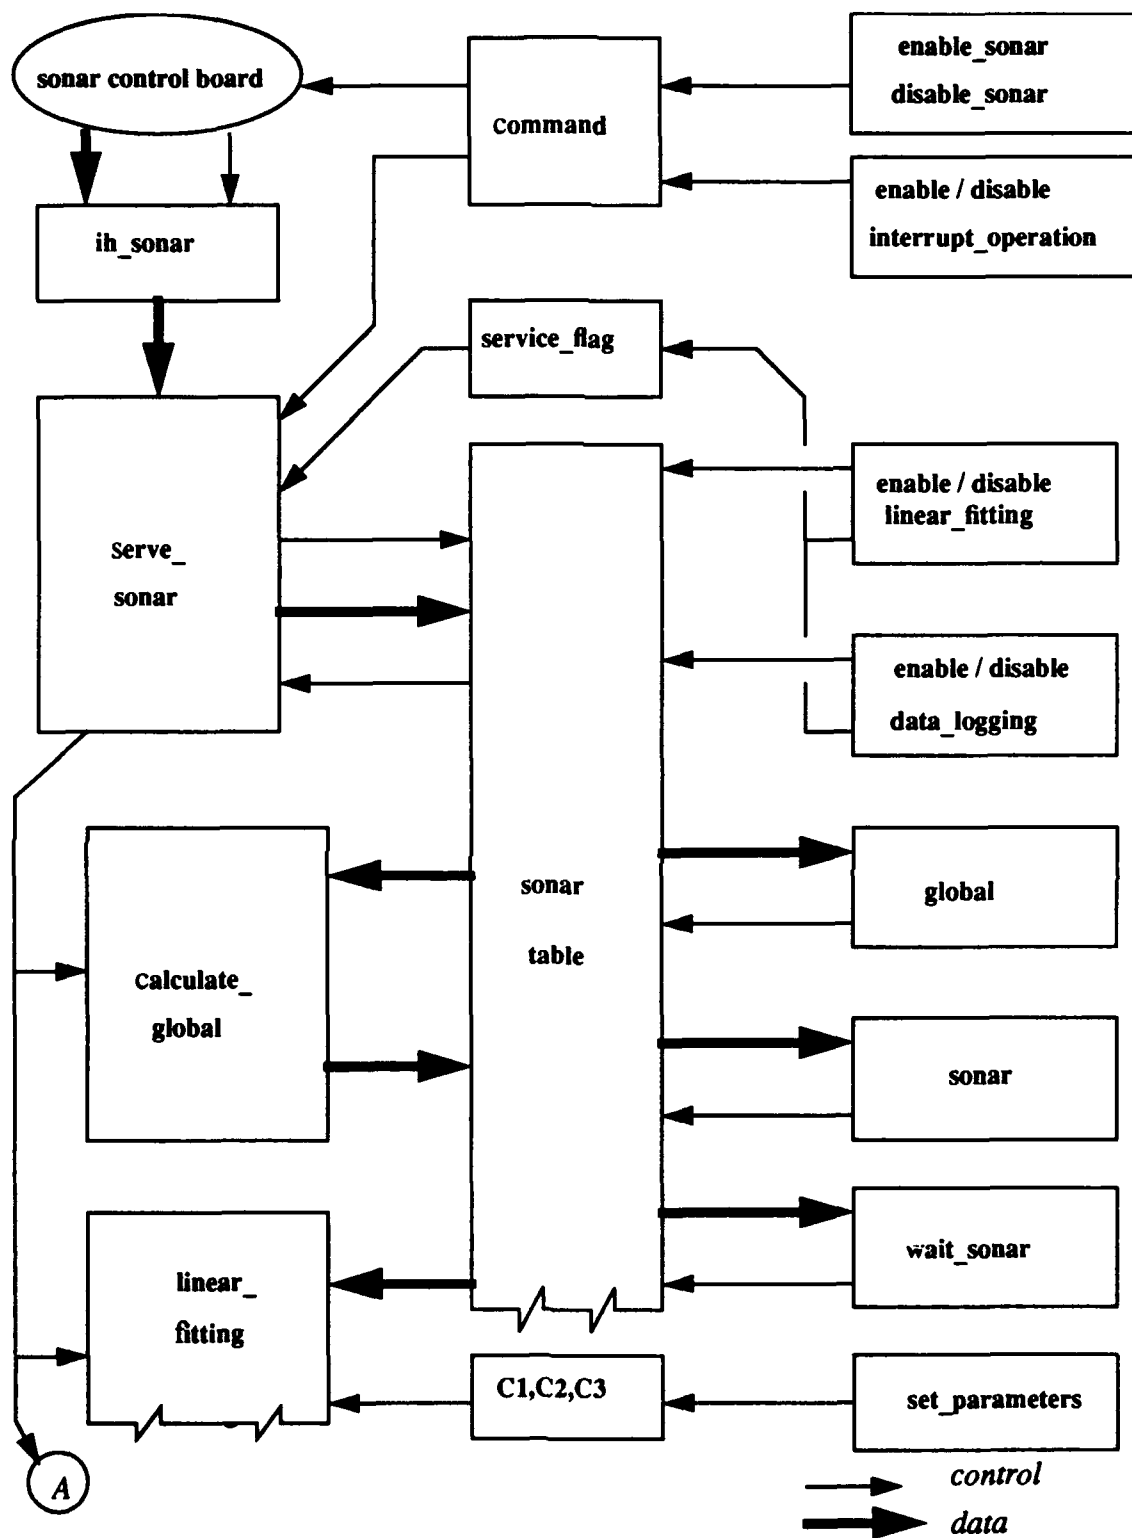 sonar control board
command
enable_sonar
disable_sonar
enable / disable
interrupt_operation
ih_sonar
service_flag
serve_
sonar
enable / disable
linear_fitting
enable / disable
data_logging
sonar
table
global
calculate_
global
sonar
wait_sonar
linear_
fitting
C1,C2,C3
set_parameters
A
control
data